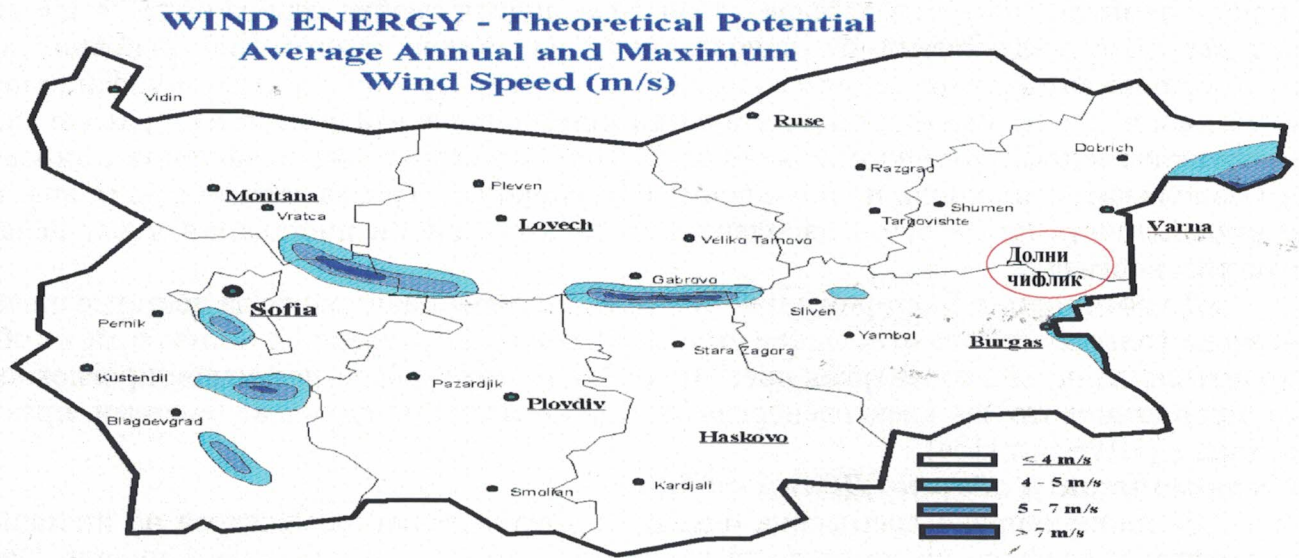 WIND ENERGY - Theoretical Potential
Average Annual and Maximum
Wind Speed (m/s)
Vidin
Ruse
Dobrich
Montana
Vratca
Pleven
Lovech
Razgrad
Targovishte
Shumen
Varna
Veliko Tarnovo
Долни
чифлик
Gabrovo
Sofia
Pernik
Sliven
Yambol
Burgas
Kustendil
Pazardjik
Stara Zagora
Plovdiv
Blagoevgrad
Haskovo
Smolian
Kardjali
≤ 4 m/s
4 - 5 m/s
5 - 7 m/s
> 7 m/s